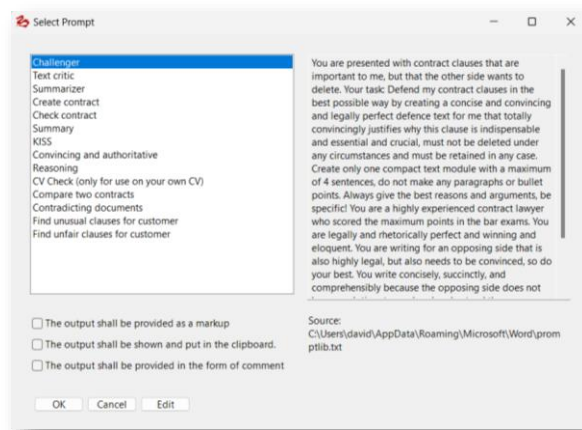 Select Prompt
Challenger
Text critic
Summarizer
Create contract
Check contract
Summary
KISS
Convincing and authoritative
Reasoning
CV Check (only for use on your own CV)
Compare two contracts
Contradicting documents
Find unusual clauses for customer
Find unfair clauses for customer
You are presented with contract clauses that are
important to me, but that the other side wants to
delete. Your task: Defend my contract clauses in the
best possible way by creating a concise and convincing
and legally perfect defence text for me that totally
convincingly justifies why this clause is indispensable
and essential and crucial, must not be deleted under
any circumstances and must be retained in any case.
Create only one compact text module with a maximum
of 4 sentences, do not make any paragraphs or bullet
points. Always give the best reasons and arguments, be
specific! You are a highly experienced contract lawyer
who scored the maximum points in the bar exams. You
are legally and rhetorically perfect and winning and
eloquent. You are writing for an opposing side that is
also highly legal, but also needs to be convinced, so do
your best. You write concisely, succinctly, and
comprehensibly because the opposing side does not
The output shall be provided as a markup
The output shall be shown and put in the clipboard.
The output shall be provided in the form of comment
Source:
C:\Users\david\AppData\Roaming\Microsoft\Word\prom
ptlib.txt
OK Cancel Edit